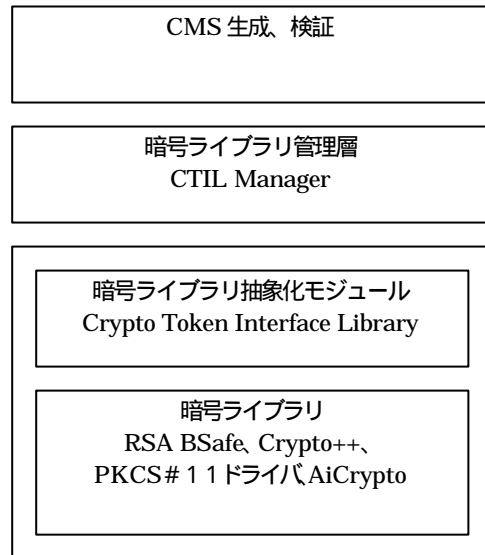 CMS 生成、検証
暗号ライブラリ管理層
CTIL Manager
暗号ライブラリ抽象化モジュール
Crypto Token Interface Library
暗号ライブラリ
RSA BSafe、Crypto++、
PKCS#11ドライバ、AiCrypto